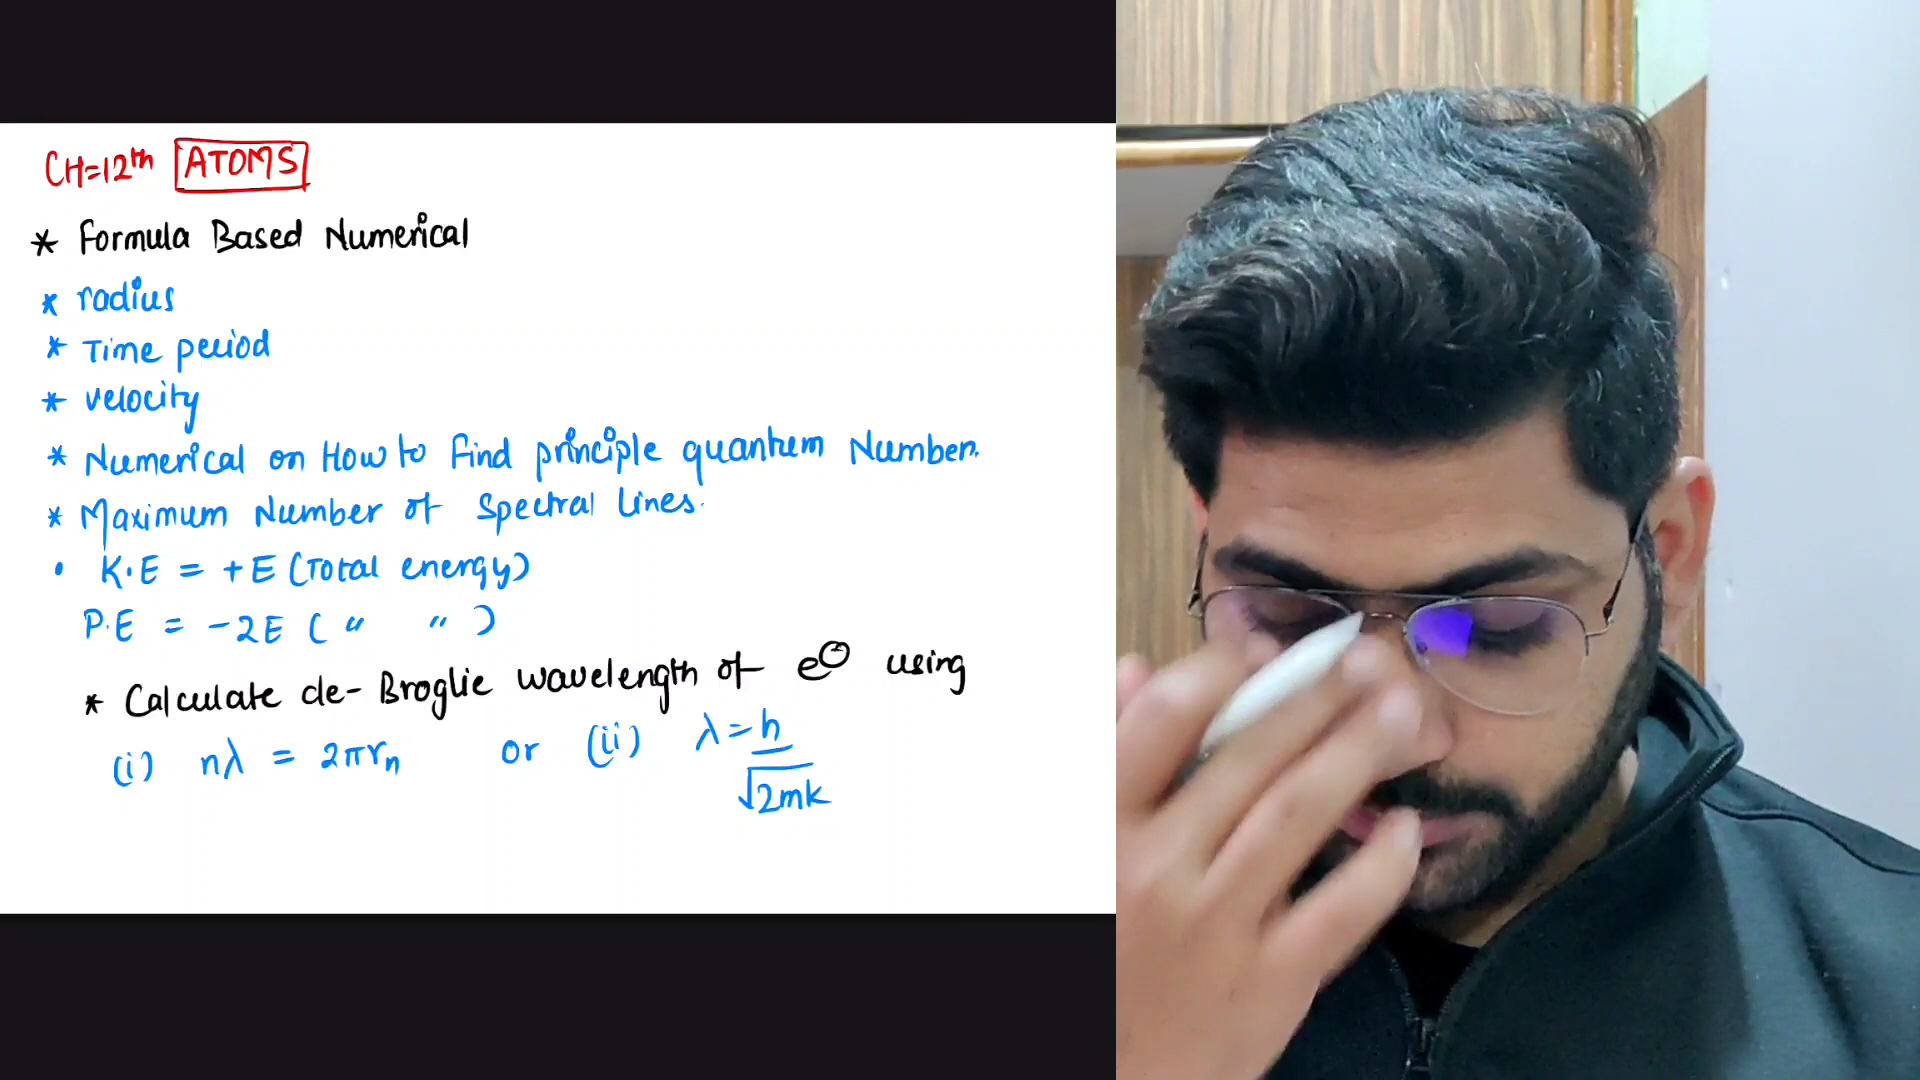 CH=12th ATOMS
* Formula Based Numerical
* radius
* Time period
* velocity
* Numerical on How to find principle quantum Number.
* Maximum Number of Spectral Lines.
• K.E = +E (Total energy)
P.E = -2E ( " " )
* Calculate de-Broglie wavelength of e⊖ using
(i) nλ = 2πrₙ or (ii) λ = h/√2mk